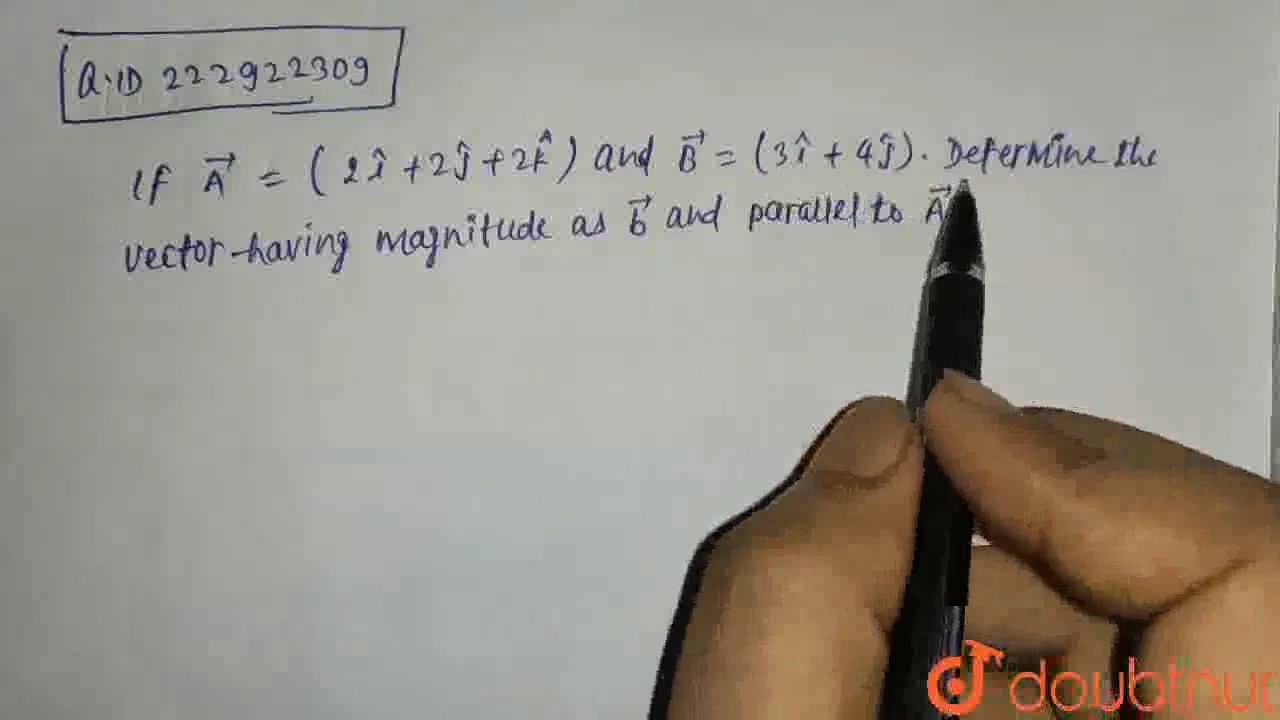 Q.ID 222922309
If A⃗ = (2î + 2ĵ + 2k̂) and B⃗ = (3î + 4ĵ). Determine the
vector having magnitude as b⃗ and parallel to A⃗
doubtnut